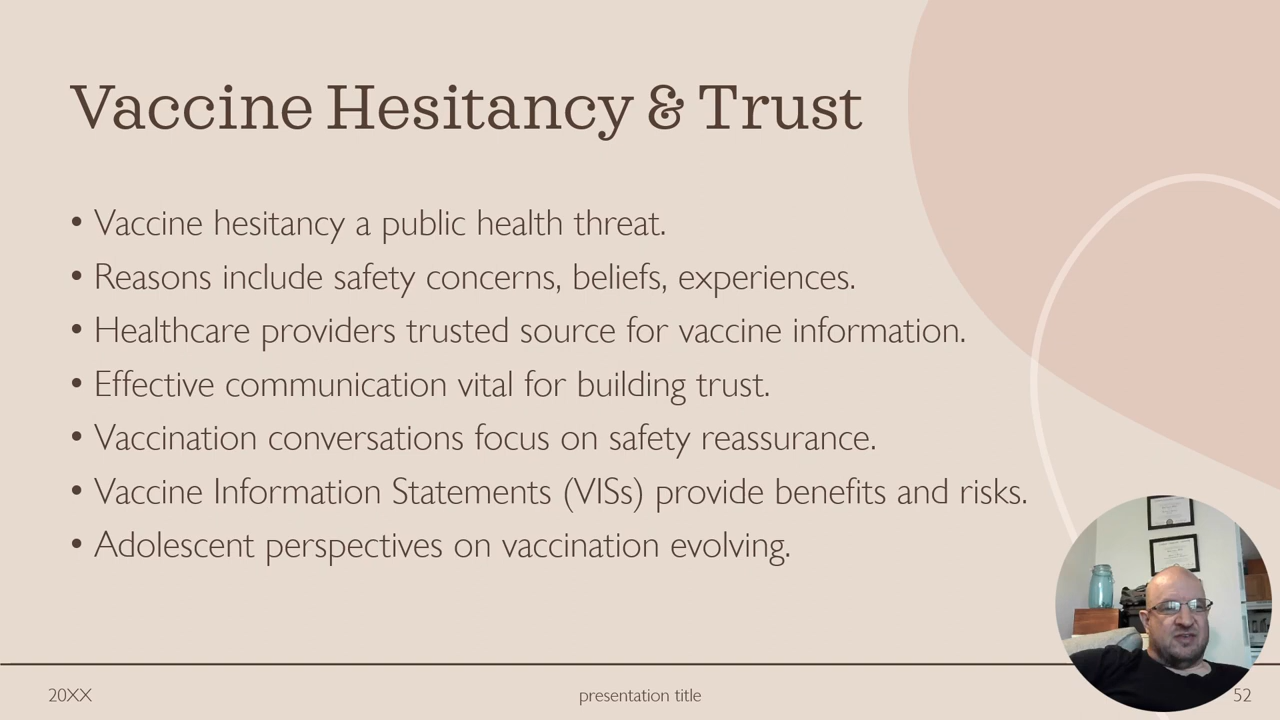 Vaccine Hesitancy & Trust
• Vaccine hesitancy a public health threat.
• Reasons include safety concerns, beliefs, experiences.
• Healthcare providers trusted source for vaccine information.
• Effective communication vital for building trust.
• Vaccination conversations focus on safety reassurance.
• Vaccine Information Statements (VISs) provide benefits and risks.
• Adolescent perspectives on vaccination evolving.
20XX
presentation title
52